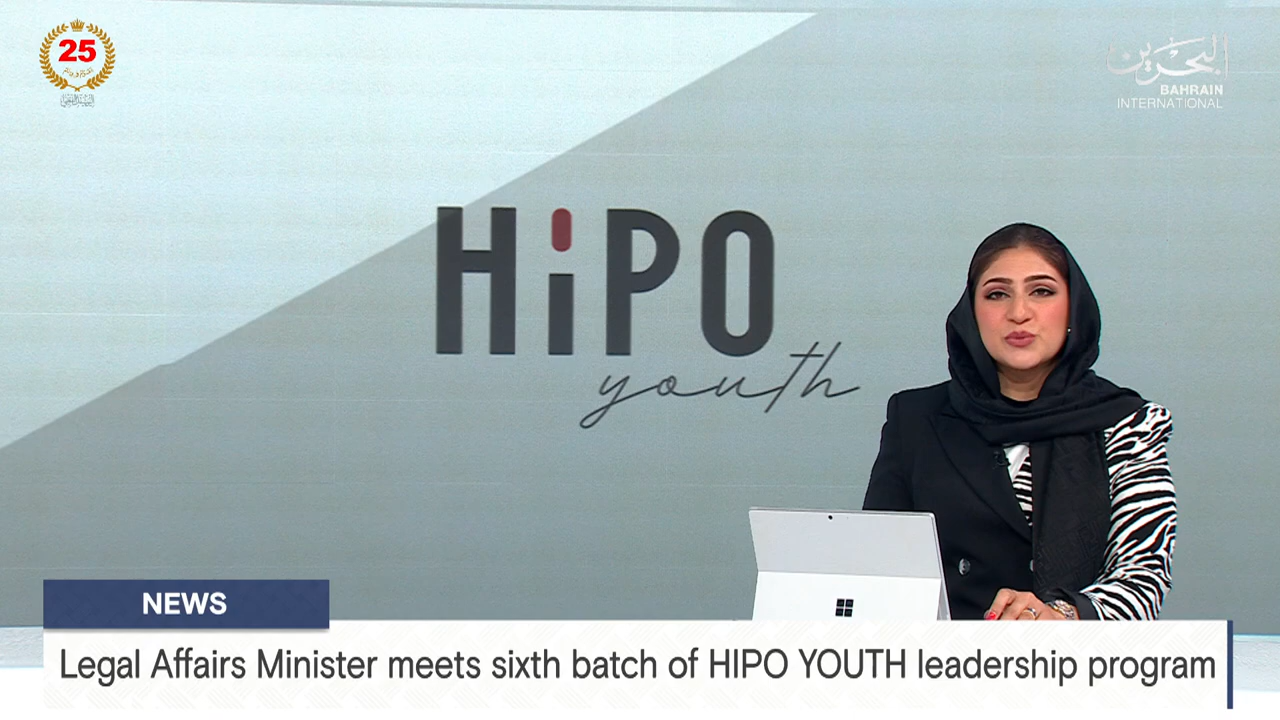 25
البحرين
BAHRAIN
INTERNATIONAL
HiPO
youth
NEWS
Legal Affairs Minister meets sixth batch of HIPO YOUTH leadership program